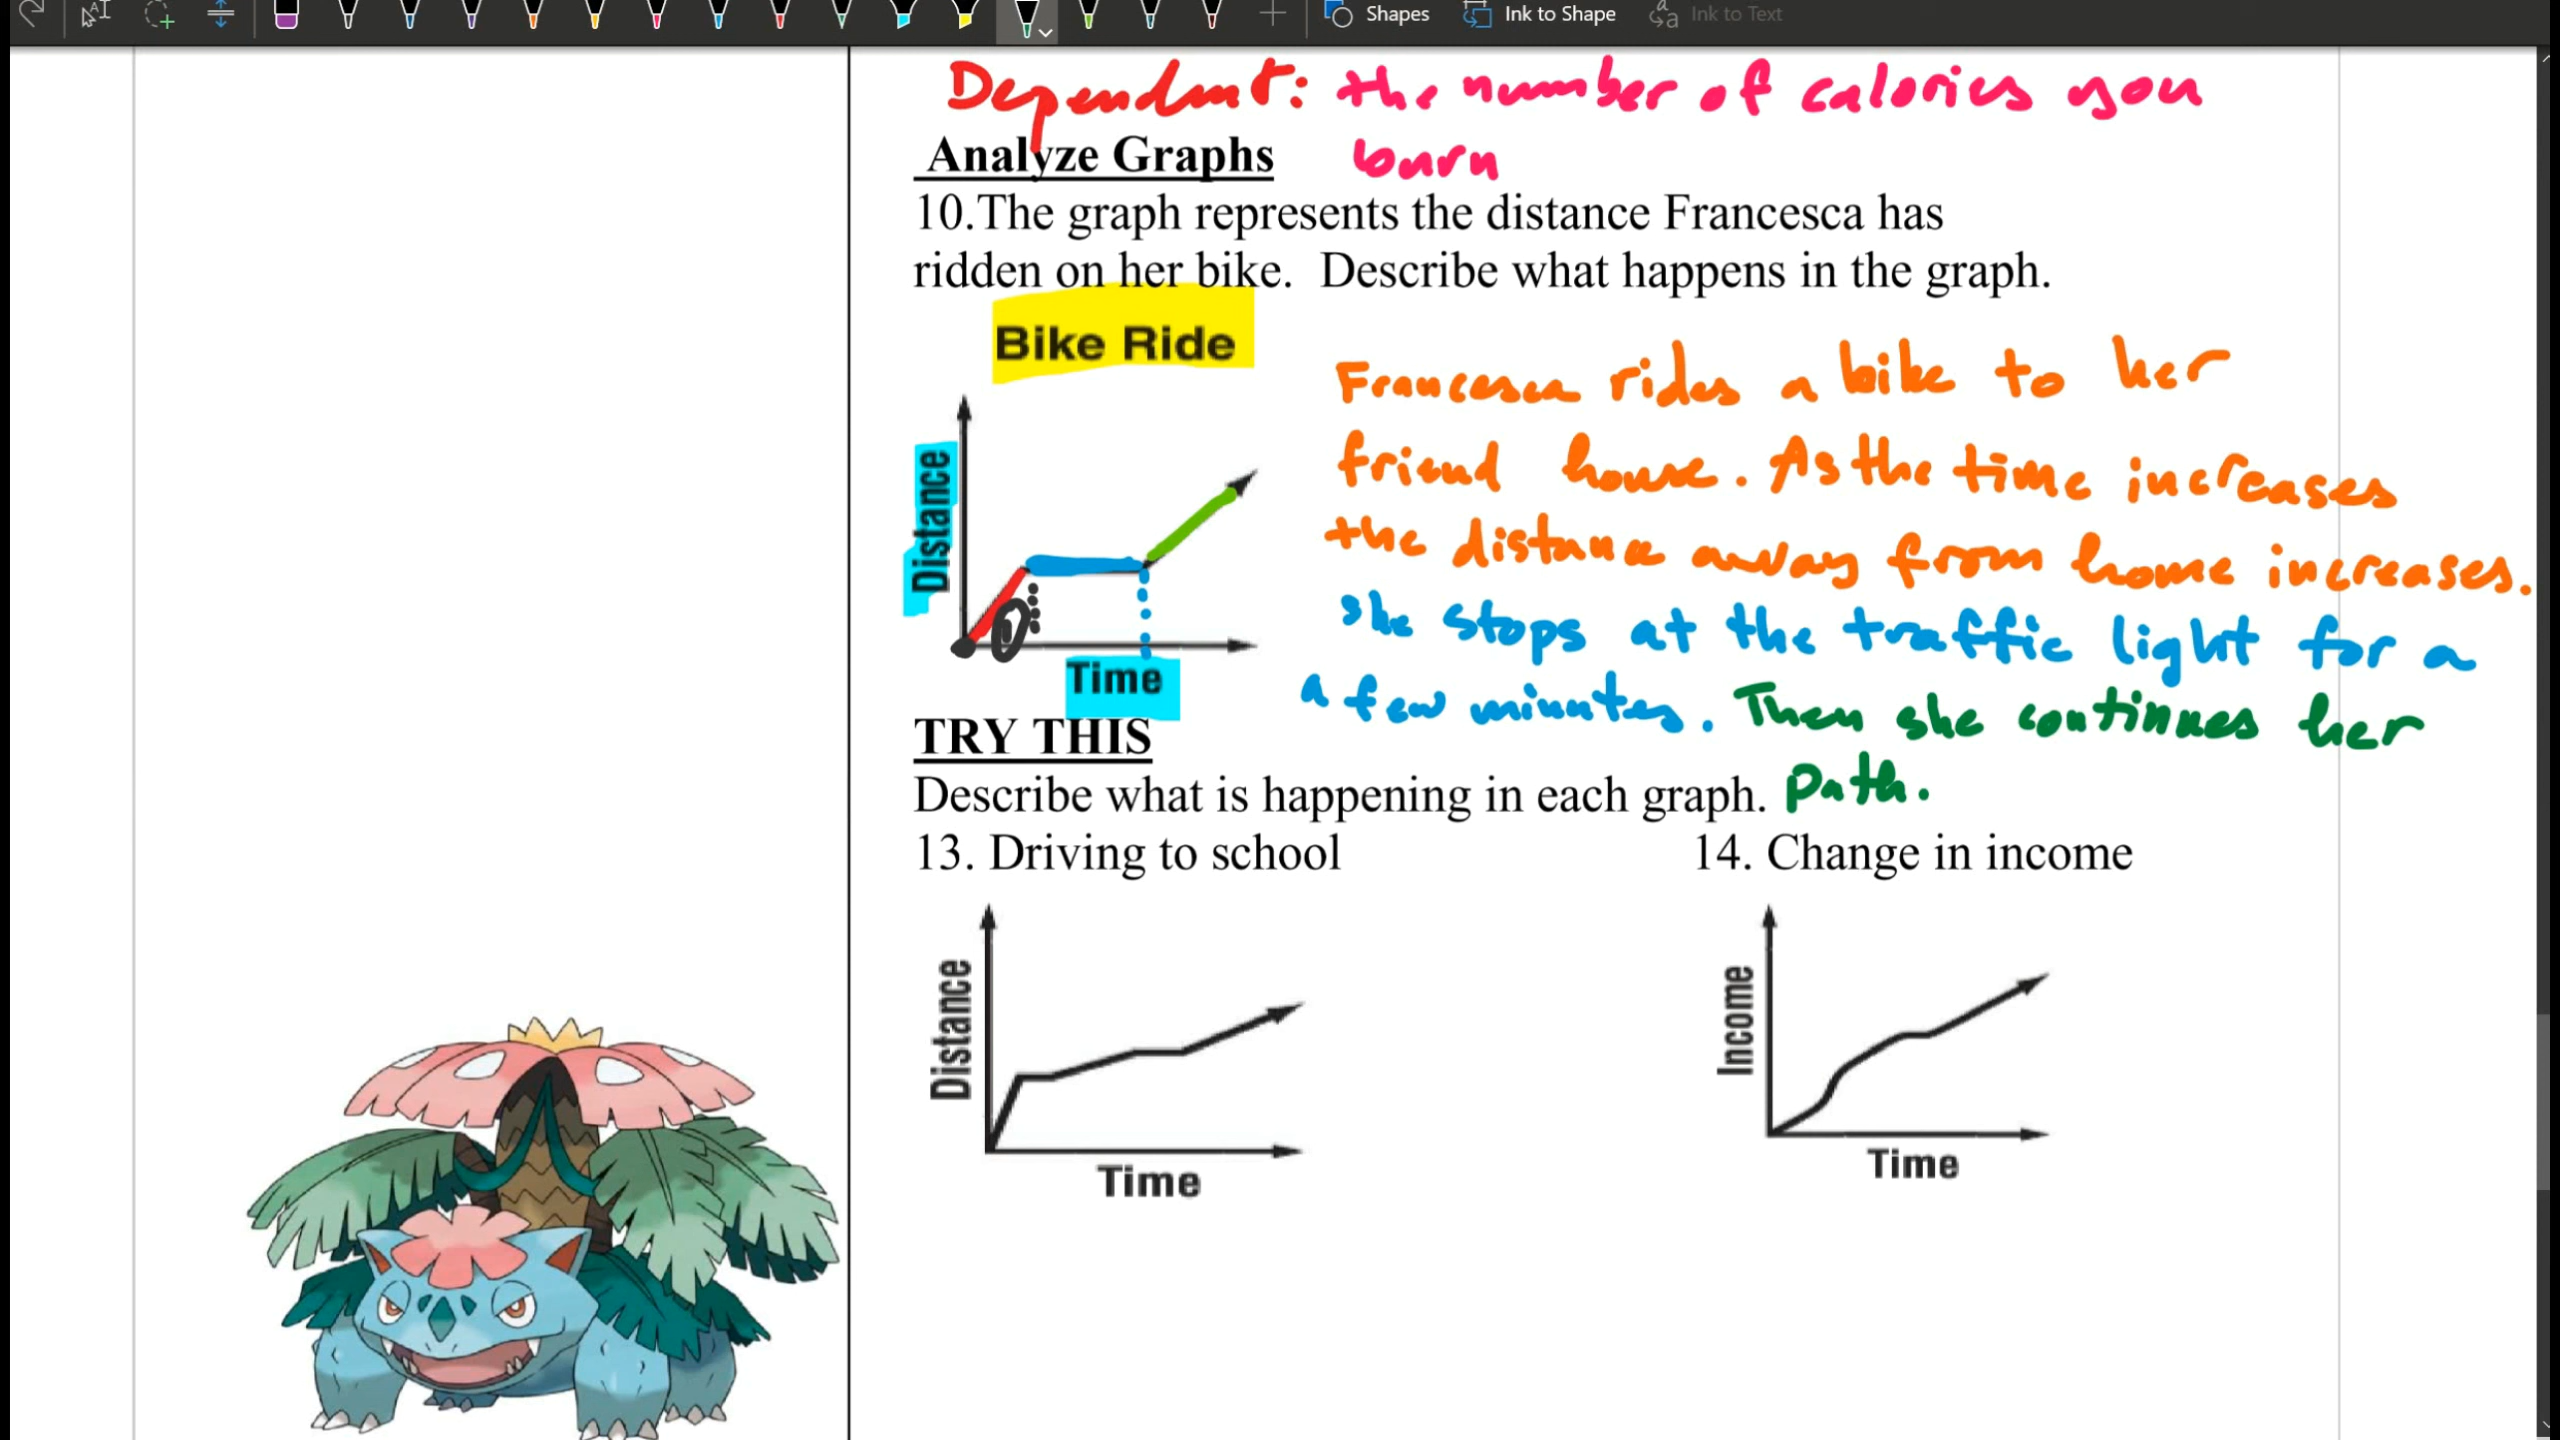 Shapes
Ink to Shape
Ink to Text
Dependent: the number of calories you
burn
Analyze Graphs
10.The graph represents the distance Francesca has
ridden on her bike. Describe what happens in the graph.
Bike Ride
Distance
Time
Francesca rides a bike to her
friend house. As the time increases
the distance away from home increases.
she stops at the traffic light for a
a few minutes. Then she continues her
path.
TRY THIS
Describe what is happening in each graph.
13. Driving to school
14. Change in income
Distance
Time
Income
Time